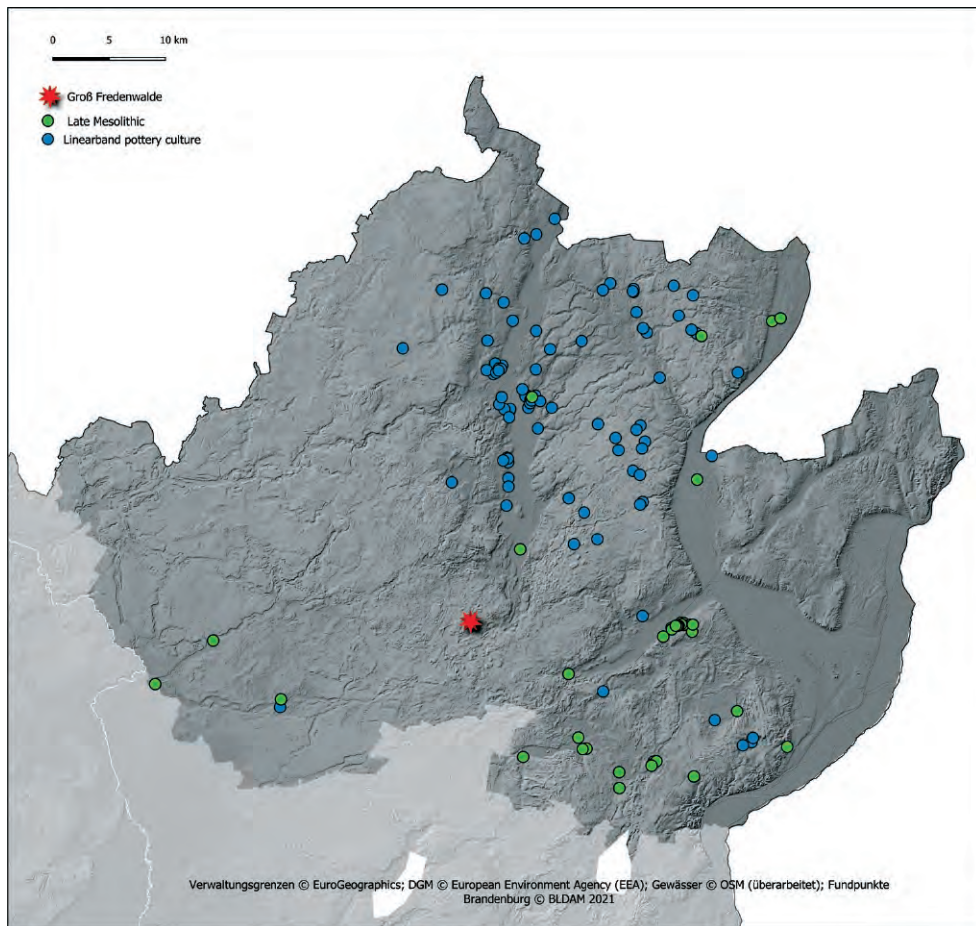 0 5 10 km
Groß Fredenwalde
Late Mesolithic
Linearband pottery culture
Verwaltungsgrenzen © EuroGeographics; DGM © European Environment Agency (EEA); Gewässer © OSM (überarbeitet); Fundpunkte
Brandenburg © BLDAM 2021